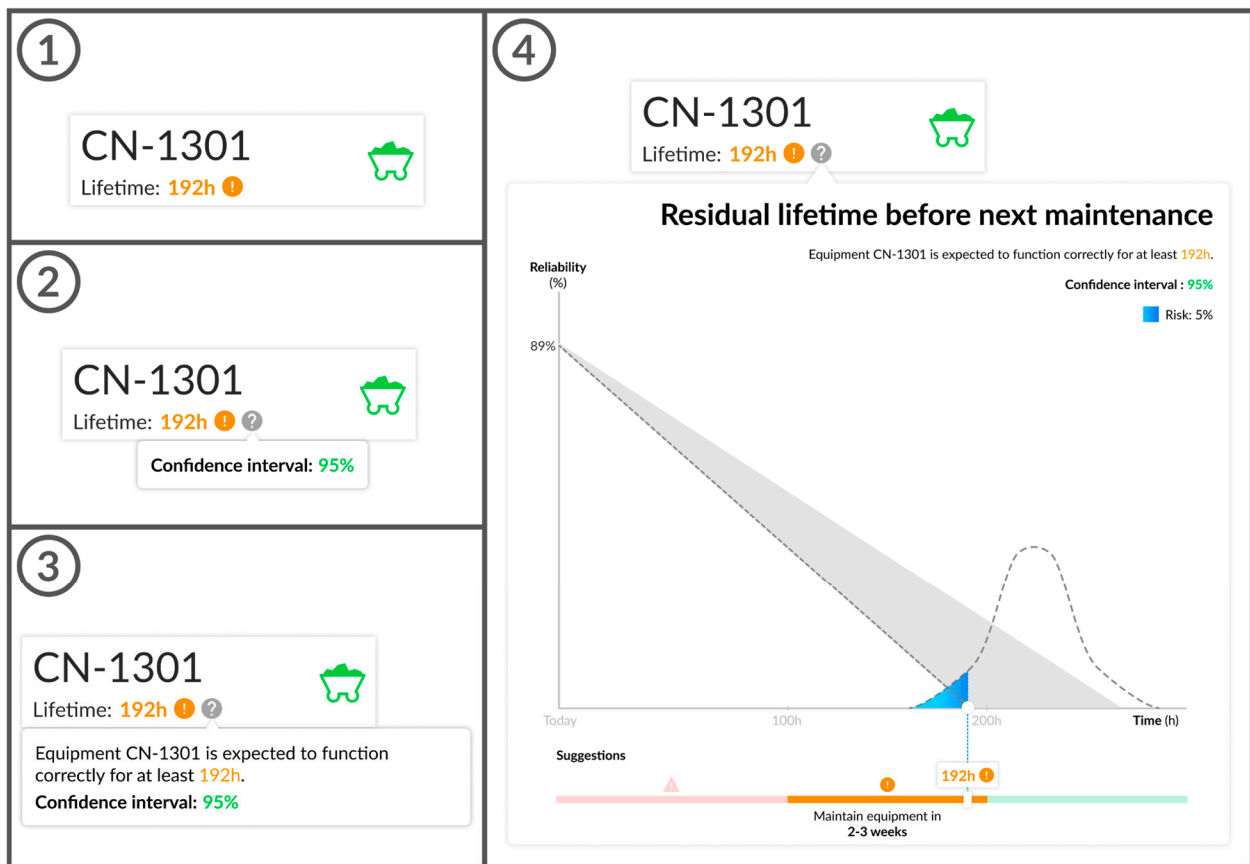 1
CN-1301
Lifetime: 192h !
2
CN-1301
Lifetime: 192h ! ?
Confidence interval: 95%
3
CN-1301
Lifetime: 192h ! ?
Equipment CN-1301 is expected to function
correctly for at least 192h.
Confidence interval: 95%
4
CN-1301
Lifetime: 192h ! ?
Residual lifetime before next maintenance
Equipment CN-1301 is expected to function correctly for at least 192h.
Confidence interval : 95%
Risk: 5%
Reliability
(%)
89%
Today
100h
200h
Time (h)
Suggestions
192h !
!
!
Maintain equipment in
2-3 weeks